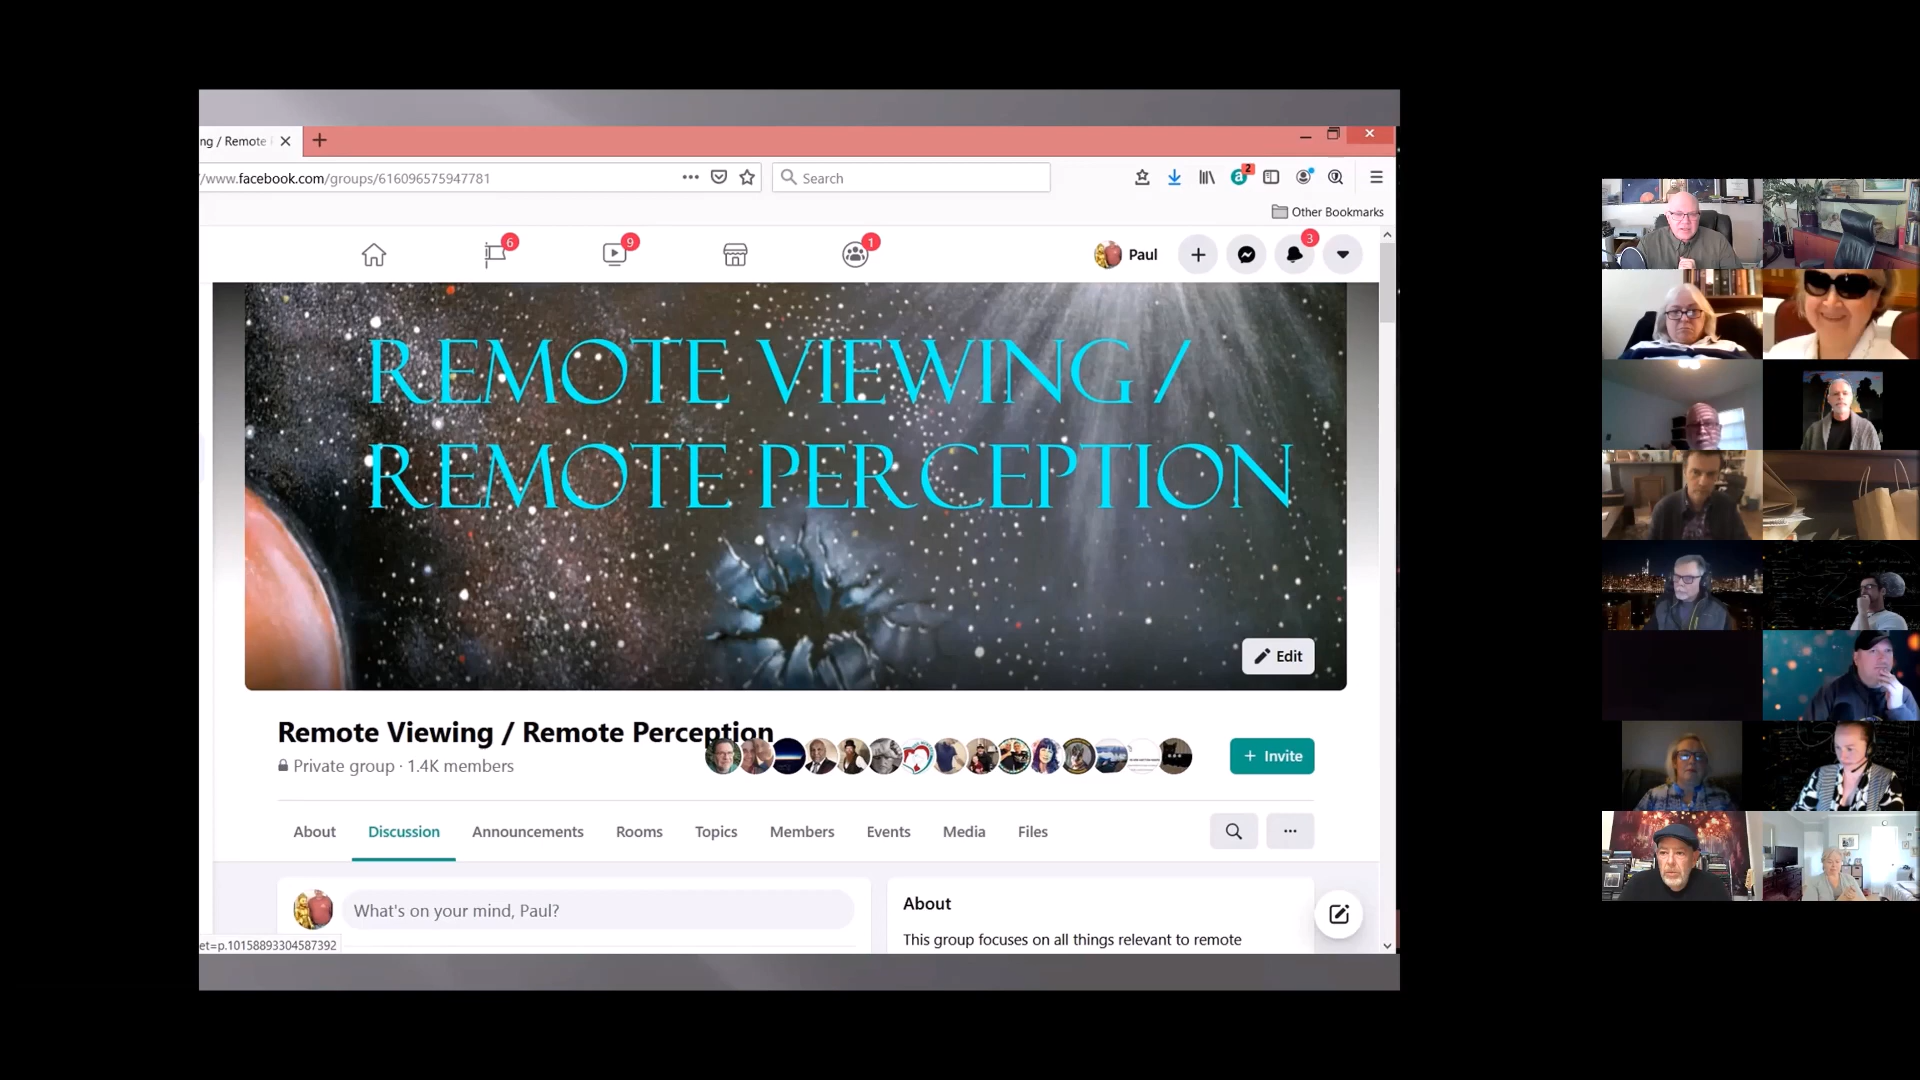 ng / Remote
/www.facebook.com/groups/616096575947781
Search
2
Other Bookmarks
6
9
1
Paul
3
REMOTE VIEWING /
REMOTE PERCEPTION
Edit
Remote Viewing / Remote Perception
Private group · 1.4K members
+ Invite
About
Discussion
Announcements
Rooms
Topics
Members
Events
Media
Files
What's on your mind, Paul?
About
This group focuses on all things relevant to remote
et=p.10158893304587392